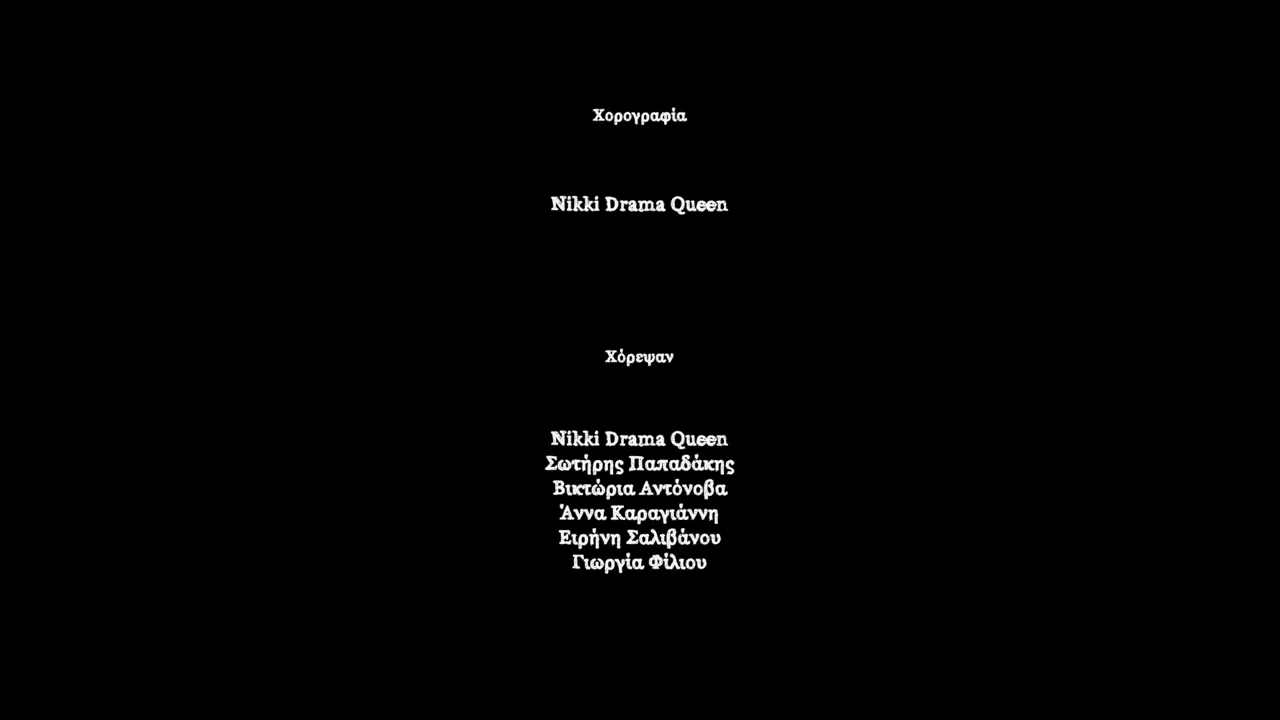 Χορογραφία
Nikki Drama Queen
Χόρεψαν
Nikki Drama Queen
Σωτήρης Παπαδάκης
Βικτώρια Αντόνοβα
Άννα Καραγιάννη
Ειρήνη Σαλιβάνου
Γιωργία Φίλιου